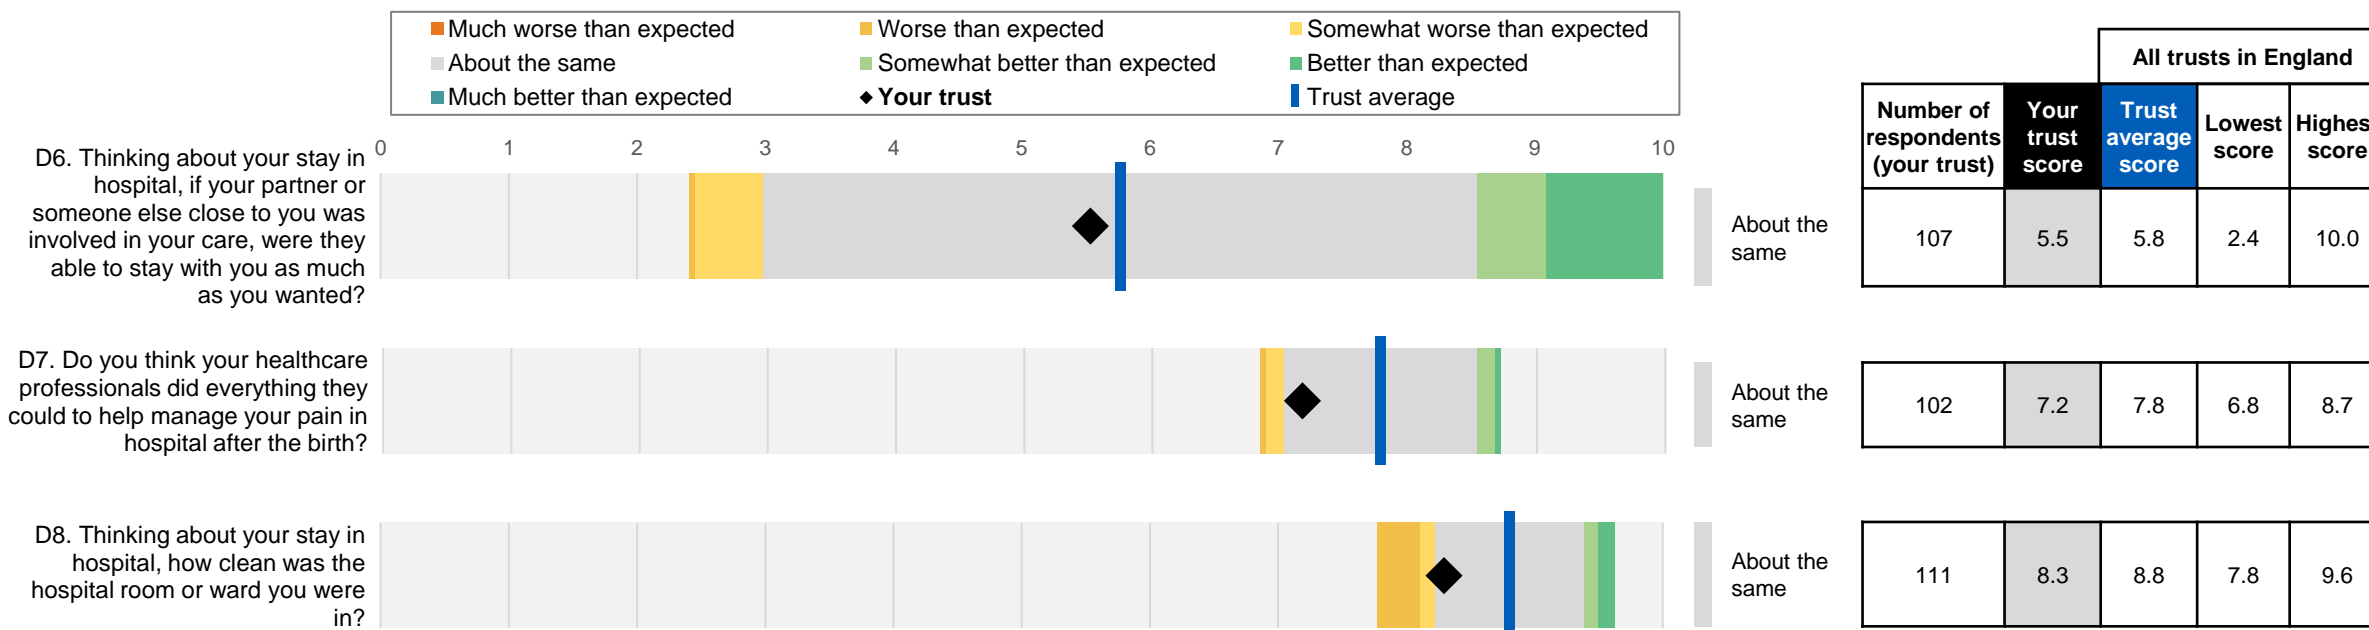 Much worse than expected
Worse than expected
Somewhat worse than expected
About the same
Somewhat better than expected
Better than expected
Much better than expected
Your trust
Trust average
All trusts in England
Number of
respondents
(your trust)
Your
trust
score
Trust
average
score
Lowest
score
Highes
score
0 1 2 3 4 5 6 7 8 9 10
D6. Thinking about your stay in
hospital, if your partner or
someone else close to you was
involved in your care, were they
able to stay with you as much
as you wanted?
About the
same
107 5.5 5.8 2.4 10.0
D7. Do you think your healthcare
professionals did everything they
could to help manage your pain in
hospital after the birth?
About the
same
102 7.2 7.8 6.8 8.7
D8. Thinking about your stay in
hospital, how clean was the
hospital room or ward you were
in?
About the
same
111 8.3 8.8 7.8 9.6